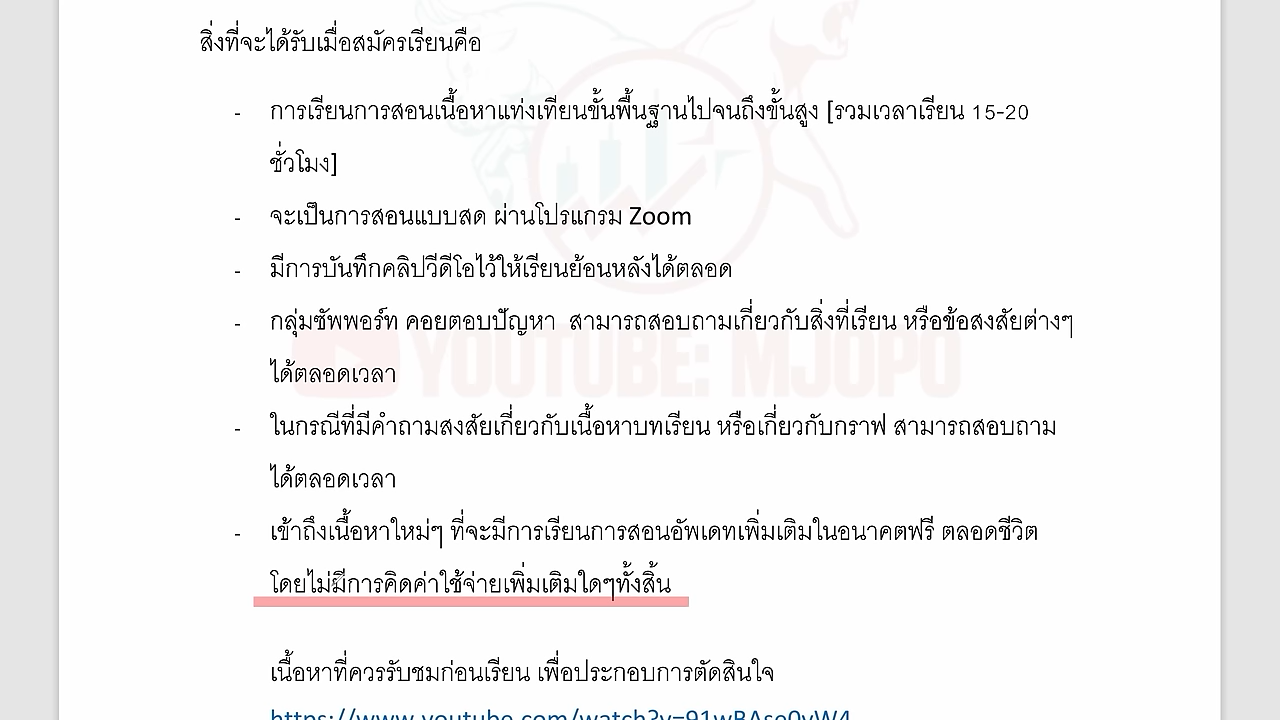 สิ่งที่จะได้รับเมื่อสมัครเรียนคือ
- การเรียนการสอนเนื้อหาแท่งเทียนขั้นพื้นฐานไปจนถึงขั้นสูง [รวมเวลาเรียน 15-20
ชั่วโมง]
- จะเป็นการสอนแบบสด ผ่านโปรแกรม Zoom
- มีการบันทึกคลิปวีดีโอไว้ให้เรียนย้อนหลังได้ตลอด
- กลุ่มซัพพอร์ท คอยตอบปัญหา สามารถสอบถามเกี่ยวกับสิ่งที่เรียน หรือข้อสงสัยต่างๆ
YOUTUBE: MJOPO
ได้ตลอดเวลา
- ในกรณีที่มีคำถามสงสัยเกี่ยวกับเนื้อหาบทเรียน หรือเกี่ยวกับกราฟ สามารถสอบถาม
ได้ตลอดเวลา
- เข้าถึงเนื้อหาใหม่ๆ ที่จะมีการเรียนการสอนอัพเดทเพิ่มเติมในอนาคตฟรี ตลอดชีวิต
โดยไม่มีการคิดค่าใช้จ่ายเพิ่มเติมใดๆทั้งสิ้น
เนื้อหาที่ควรรับชมก่อนเรียน เพื่อประกอบการตัดสินใจ